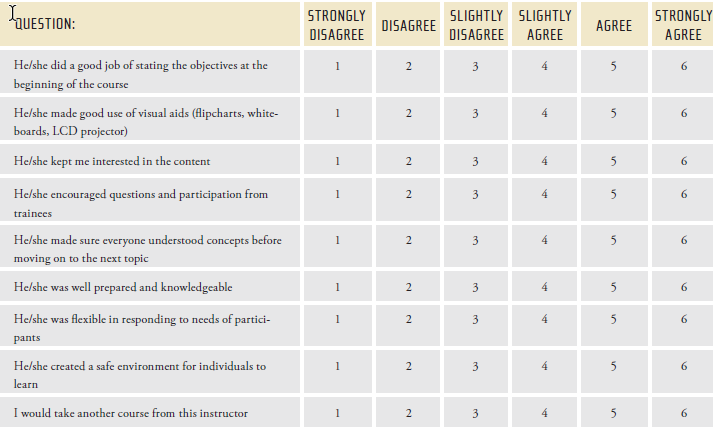 QUESTION:
STRONGLY DISAGREE
DISAGREE
SLIGHTLY DISAGREE
SLIGHTLY AGREE
AGREE
STRONGLY AGREE
He/she did a good job of stating the objectives at the
beginning of the course
1 2 3 4 5 6
He/she made good use of visual aids (flipcharts, white-
boards, LCD projector)
1 2 3 4 5 6
He/she kept me interested in the content
1 2 3 4 5 6
He/she encouraged questions and participation from
trainees
1 2 3 4 5 6
He/she made sure everyone understood concepts before
moving on to the next topic
1 2 3 4 5 6
He/she was well prepared and knowledgeable
1 2 3 4 5 6
He/she was flexible in responding to needs of partici-
pants
1 2 3 4 5 6
He/she created a safe environment for individuals to
learn
1 2 3 4 5 6
I would take another course from this instructor
1 2 3 4 5 6